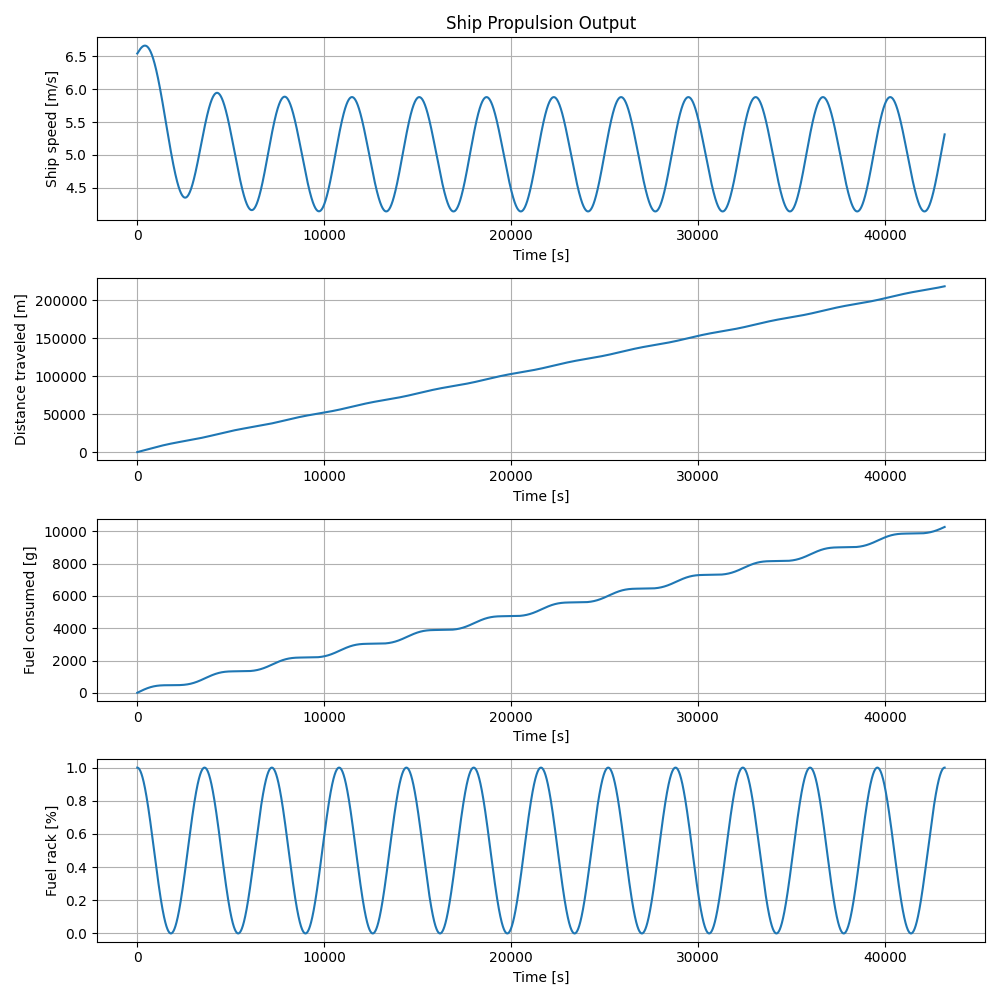 Ship Propulsion Output
Ship speed [m/s]
6.5
6.0
5.5
5.0
4.5
0 10000 20000 30000 40000
Time [s]
Distance traveled [m]
200000
150000
100000
50000
0
0 10000 20000 30000 40000
Time [s]
Fuel consumed [g]
10000
8000
6000
4000
2000
0
0 10000 20000 30000 40000
Time [s]
Fuel rack [%]
1.0
0.8
0.6
0.4
0.2
0.0
0 10000 20000 30000 40000
Time [s]